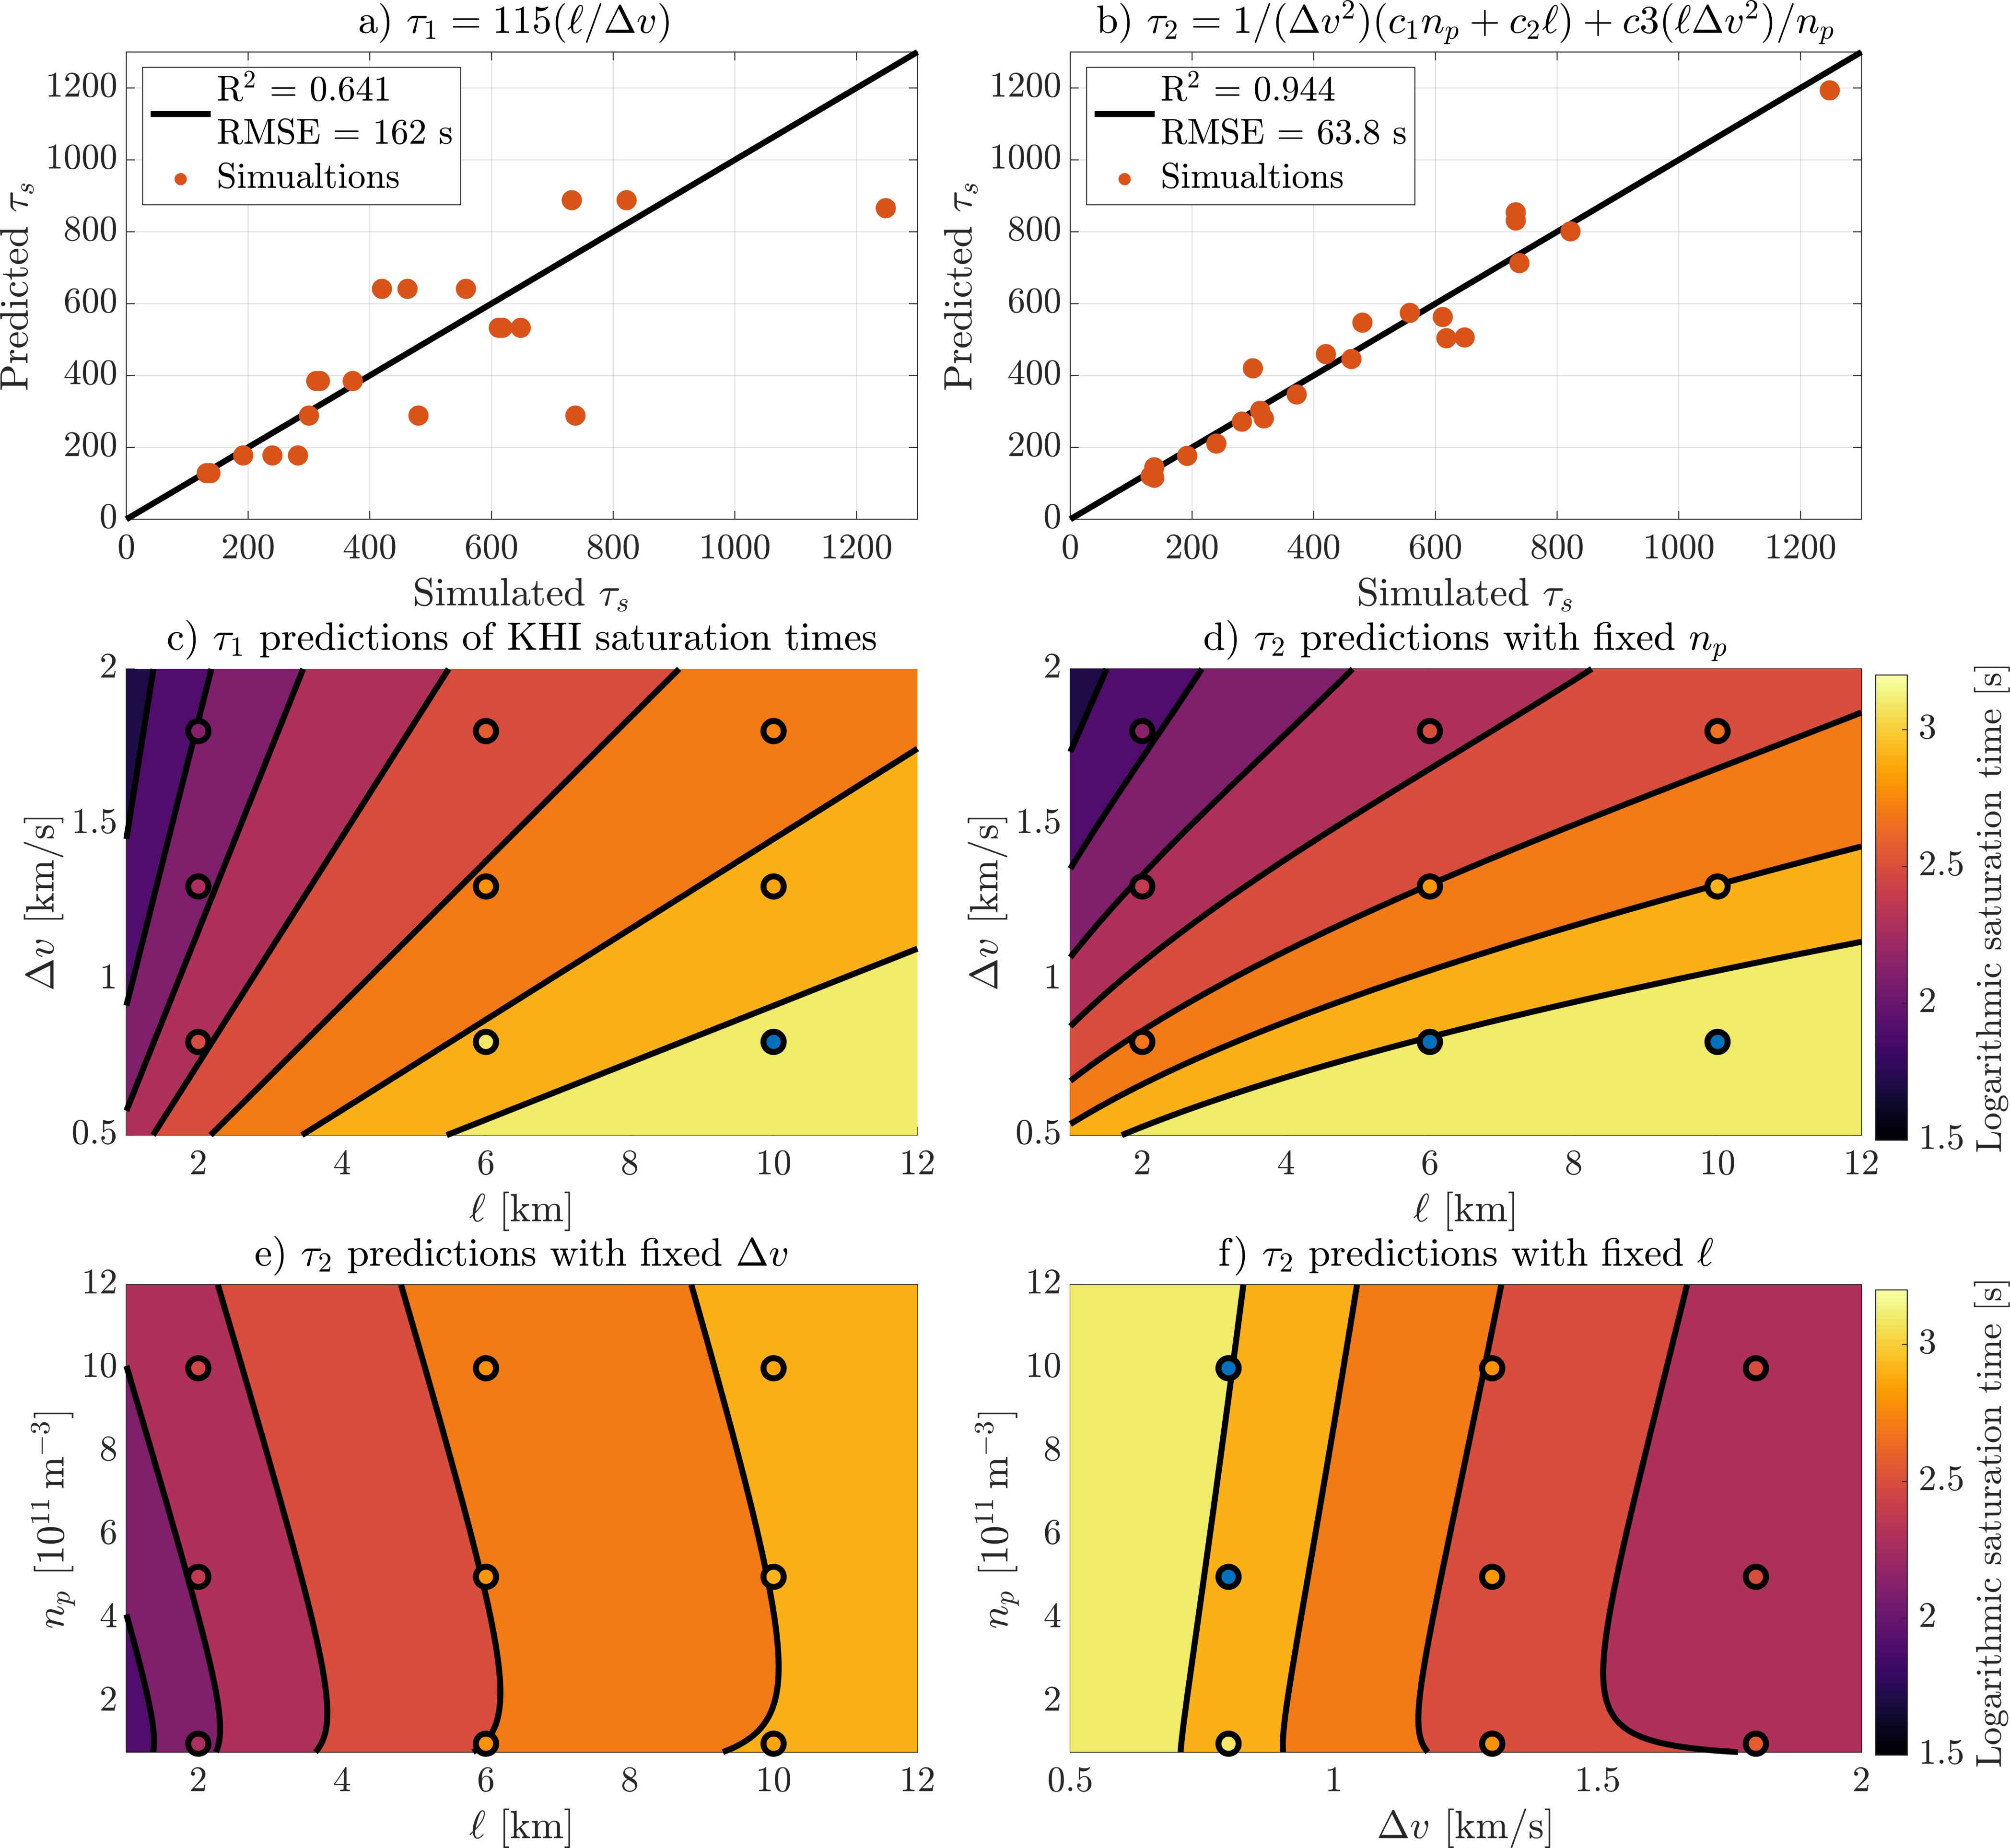 a) τ₁ = 115(ℓ/Δv)
R² = 0.641
RMSE = 162 s
Simualtions
Predicted τₛ
1200
1000
800
600
400
200
0
0 200 400 600 800 1000 1200
Simulated τₛ
b) τ₂ = 1/(Δv²)(c₁nₚ + c₂ℓ) + c3(ℓΔv²)/nₚ
R² = 0.944
RMSE = 63.8 s
Simualtions
Predicted τₛ
1200
1000
800
600
400
200
0
0 200 400 600 800 1000 1200
Simulated τₛ
c) τ₁ predictions of KHI saturation times
Δv [km/s]
2
1.5
1
0.5
2 4 6 8 10 12
ℓ [km]
d) τ₂ predictions with fixed nₚ
Δv [km/s]
2
1.5
1
0.5
2 4 6 8 10 12
ℓ [km]
3
2.5
2
1.5
Logarithmic saturation time [s]
e) τ₂ predictions with fixed Δv
nₚ [10¹¹ m⁻³]
12
10
8
6
4
2
2 4 6 8 10 12
ℓ [km]
f) τ₂ predictions with fixed ℓ
nₚ [10¹¹ m⁻³]
12
10
8
6
4
2
0.5 1 1.5 2
Δv [km/s]
3
2.5
2
1.5
Logarithmic saturation time [s]